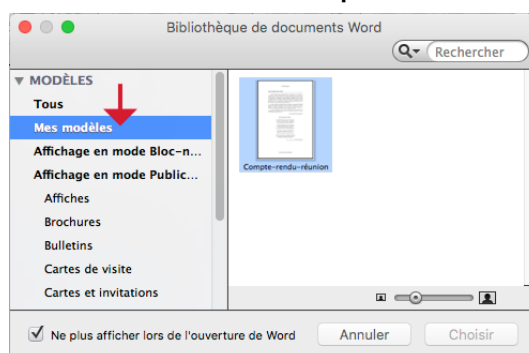 Bibliothèque de documents Word
Rechercher
MODÈLES
Tous
Mes modèles
Affichage en mode Bloc-n...
Affichage en mode Public...
Affiches
Brochures
Bulletins
Cartes de visite
Cartes et invitations
Compte-rendu-réunion
Ne plus afficher lors de l'ouverture de Word
Annuler
Choisir